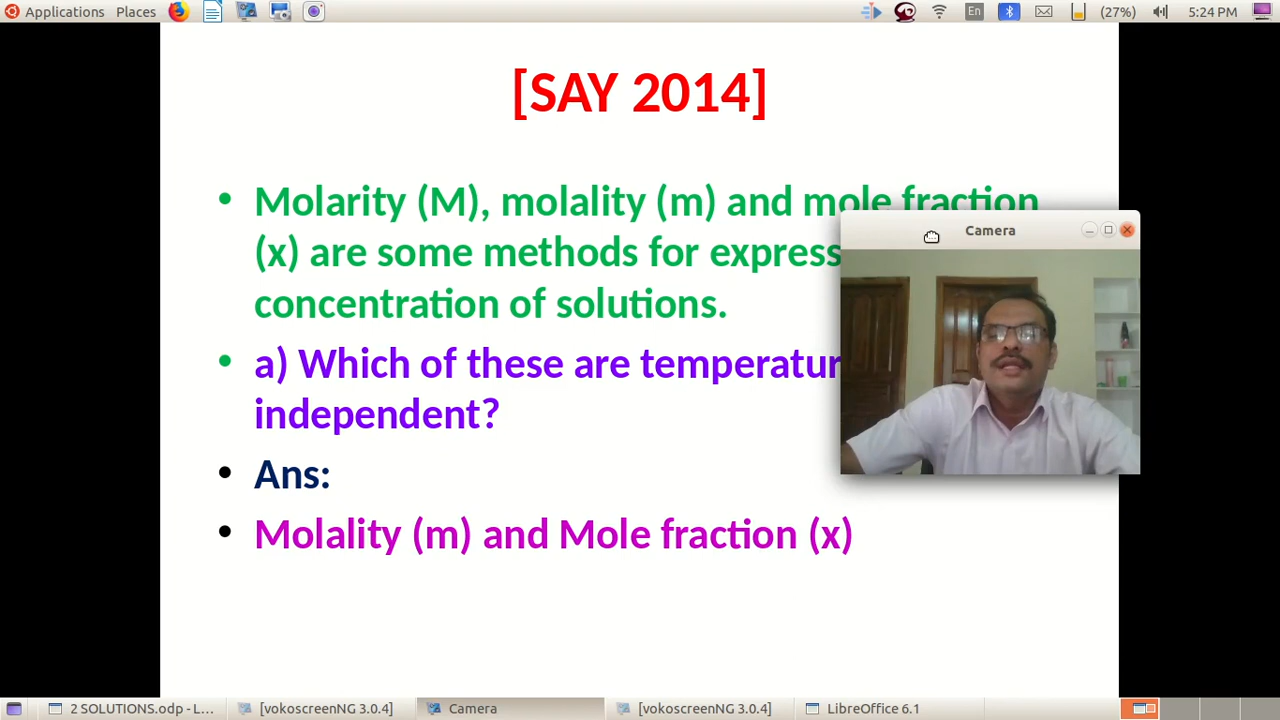 Applications Places En (27%) 5:24 PM
[SAY 2014]
Molarity (M), molality (m) and mole fraction
(x) are some methods for express
concentration of solutions.
a) Which of these are temperatur
independent?
Ans:
Molality (m) and Mole fraction (x)
Camera
2 SOLUTIONS.odp - L... [vokoscreenNG 3.0.4] Camera [vokoscreenNG 3.0.4] LibreOffice 6.1